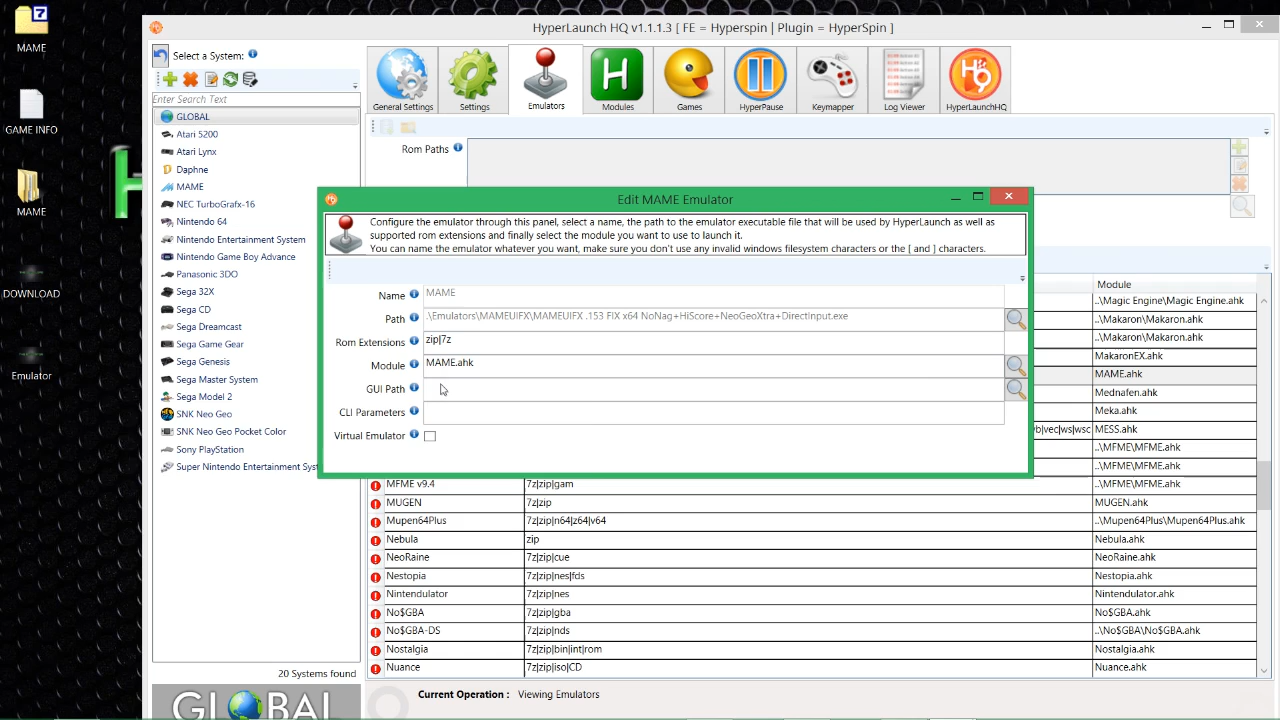 MAME
GAME INFO
MAME
DOWNLOAD
Emulator
HyperLaunch HQ v1.1.1.3 [ FE = Hyperspin | Plugin = HyperSpin ]
Select a System:
Enter Search Text
GLOBAL
Atari 5200
Atari Lynx
Daphne
MAME
NEC TurboGrafx-16
Nintendo 64
Nintendo Entertainment System
Nintendo Game Boy Advance
Panasonic 3DO
Sega 32X
Sega CD
Sega Dreamcast
Sega Game Gear
Sega Genesis
Sega Master System
Sega Model 2
SNK Neo Geo
SNK Neo Geo Pocket Color
Sony PlayStation
Super Nintendo Entertainment Syst
20 Systems found
GLOBAL
General Settings
Settings
Emulators
Modules
Games
HyperPause
Keymapper
Log Viewer
HyperLaunchHQ
Rom Paths
Edit MAME Emulator
Configure the emulator through this panel, select a name, the path to the emulator executable file that will be used by HyperLaunch as well as
supported rom extensions and finally select the module you want to use to launch it.
You can name the emulator whatever you want, make sure you don't use any invalid windows filesystem characters or the [ and ] characters.
Name MAME
Path .\Emulators\MAMEUIFX\MAMEUIFX .153 FIX x64 NoNag+HiScore+NeoGeoXtra+DirectInput.exe
Rom Extensions zip|7z
Module MAME.ahk
GUI Path
CLI Parameters
Virtual Emulator
Module
..\Magic Engine\Magic Engine.ahk
..\Makaron\Makaron.ahk
..\Makaron\Makaron.ahk
MakaronEX.ahk
MAME.ahk
Mednafen.ahk
Meka.ahk
vb|vec|ws|wsc MESS.ahk
..\MFME\MFME.ahk
..\MFME\MFME.ahk
MFME v9.4 7z|zip|gam ..\MFME\MFME.ahk
MUGEN 7z|zip MUGEN.ahk
Mupen64Plus 7z|zip|n64|z64|v64 ..\Mupen64Plus\Mupen64Plus.ahk
Nebula zip Nebula.ahk
NeoRaine 7z|zip|cue NeoRaine.ahk
Nestopia 7z|zip|nes|fds Nestopia.ahk
Nintendulator 7z|zip|nes Nintendulator.ahk
No$GBA 7z|zip|gba No$GBA.ahk
No$GBA-DS 7z|zip|nds ..\No$GBA\No$GBA.ahk
Nostalgia 7z|zip|bin|int|rom Nostalgia.ahk
Nuance 7z|zip|iso|CD Nuance.ahk
Current Operation : Viewing Emulators